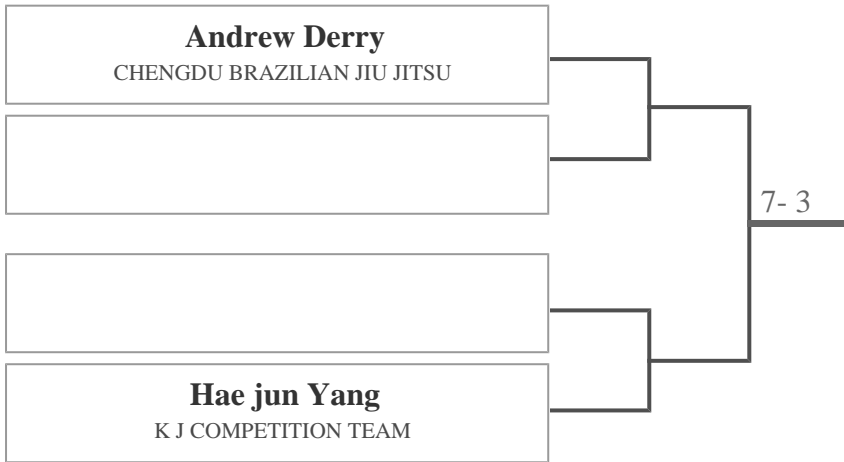 Andrew Derry
CHENGDU BRAZILIAN JIU JITSU
7- 3
Hae jun Yang
K J COMPETITION TEAM